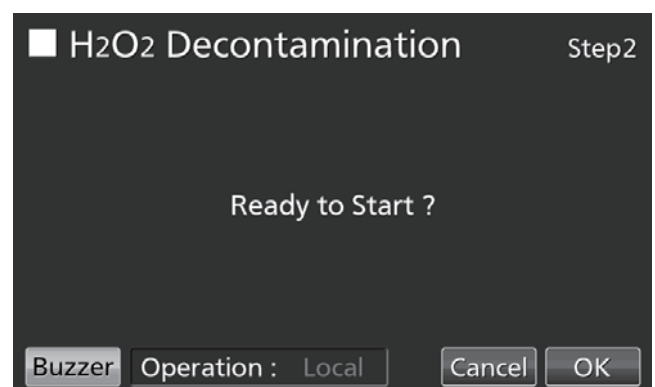 H2O2 Decontamination Step2
Ready to Start ?
Buzzer Operation : Local Cancel OK